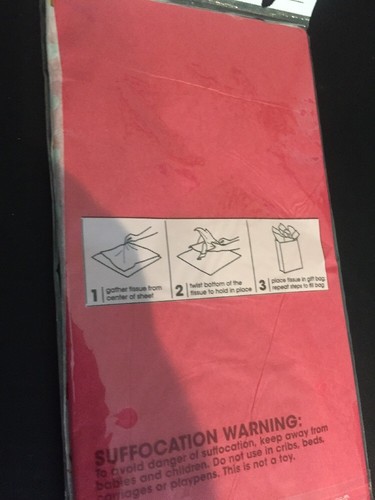 1 gather tissue from
center of sheet
2 twist bottom of the
tissue to hold in place
3 place tissue in gift bag
repeat steps to fill bag
SUFFOCATION WARNING:
To avoid danger of suffocation, keep away from
babies and children. Do not use in cribs, beds,
carriages or playpens. This is not a toy.